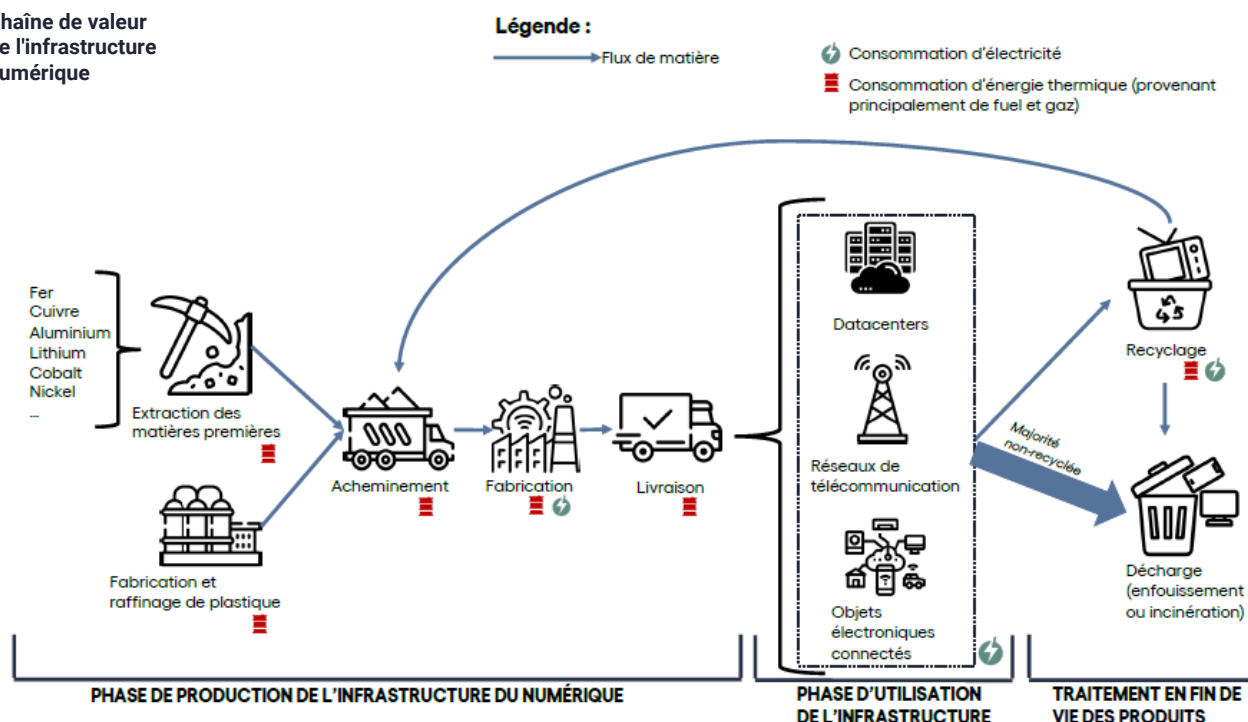 haîne de valeur
e l'infrastructure
umérique
Légende :
Flux de matière
Consommation d'électricité
Consommation d'énergie thermique (provenant
principalement de fuel et gaz)
Fer
Cuivre
Aluminium
Lithium
Cobalt
Nickel
...
Extraction des
matières premières
Fabrication et
raffinage de plastique
Acheminement
Fabrication
Livraison
Datacenters
Réseaux de
télécommunication
Objets
électroniques
connectés
Majorité
non-recyclée
Recyclage
Décharge
(enfouissement
ou incinération)
PHASE DE PRODUCTION DE L'INFRASTRUCTURE DU NUMÉRIQUE
PHASE D'UTILISATION
DE L'INFRASTRUCTURE
TRAITEMENT EN FIN DE
VIE DES PRODUITS